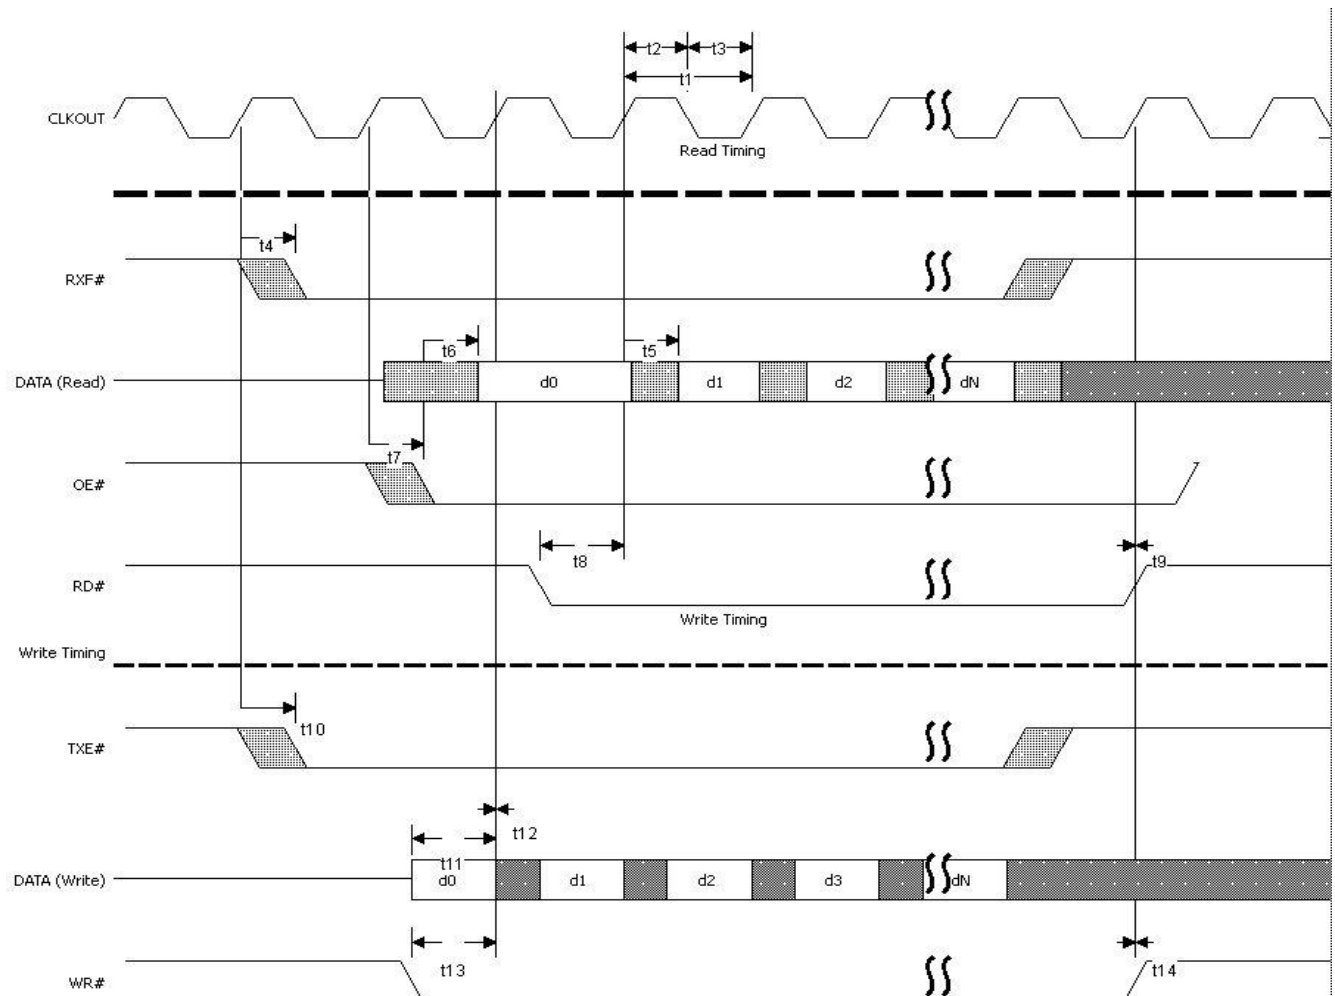 t2 t3
t1
CLKOUT
Read Timing
t4
RXF#
t6 t5
DATA (Read) d0 d1 d2 dN
t7
OE#
t8 t9
RD#
Write Timing
Write Timing
t10
TXE#
t12
t11
DATA (Write) d0 d1 d2 d3 dN
t13 t14
WR#